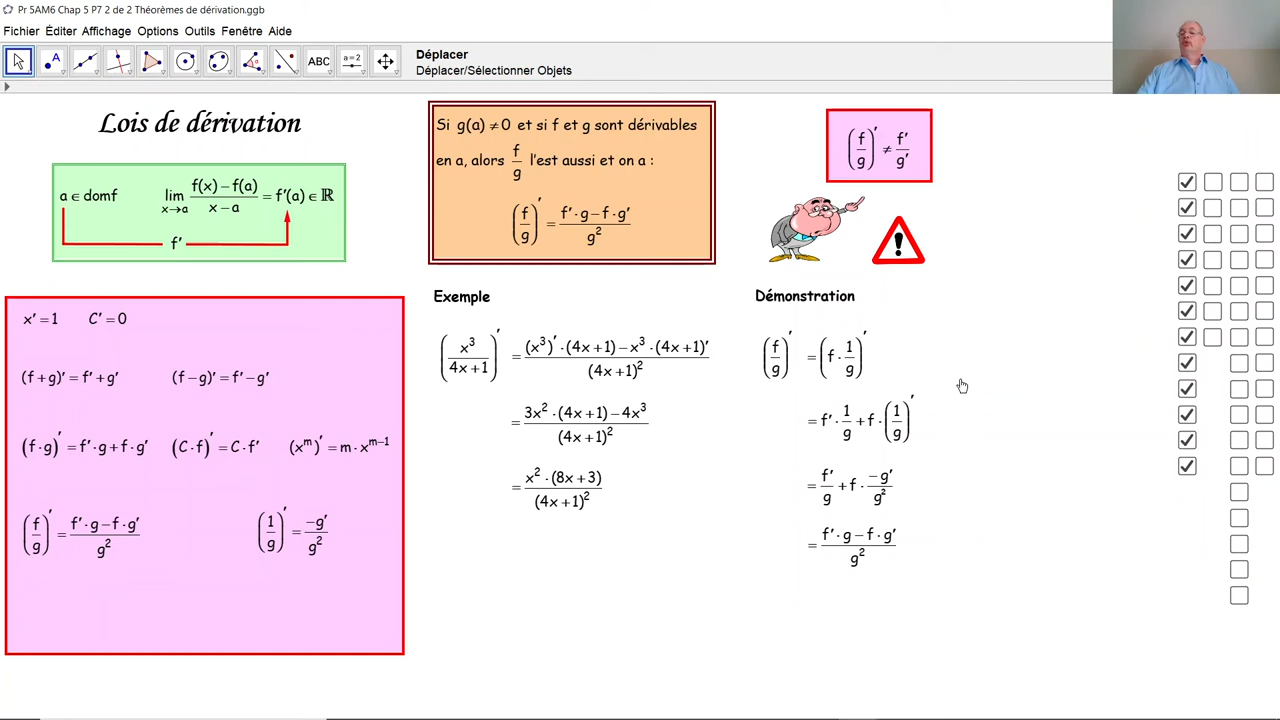 Pr 5AM6 Chap 5 P7 2 de 2 Théorèmes de dérivation.ggb
Fichier Éditer Affichage Options Outils Fenêtre Aide
A
α
ABC
a=2
Déplacer
Déplacer/Sélectionner Objets
Lois de dérivation
a ∈ domf lim x→a (f(x) − f(a))/(x − a) = f'(a) ∈ ℝ
f'
x' = 1 C' = 0
(f + g)' = f' + g' (f − g)' = f' − g'
(f · g)' = f' · g + f · g' (C · f)' = C · f' (x^m)' = m · x^(m−1)
(f/g)' = (f' · g − f · g')/g² (1/g)' = −g'/g²
Si g(a) ≠ 0 et si f et g sont dérivables
en a, alors f/g l'est aussi et on a :
(f/g)' = (f' · g − f · g')/g²
Exemple
(x³/(4x + 1))' = ((x³)' · (4x + 1) − x³ · (4x + 1)')/(4x + 1)²
= (3x² · (4x + 1) − 4x³)/(4x + 1)²
= (x² · (8x + 3))/(4x + 1)²
(f/g)' ≠ f'/g'
!
Démonstration
(f/g)' = (f · 1/g)'
= f' · 1/g + f · (1/g)'
= f'/g + f · −g'/g²
= (f' · g − f · g')/g²